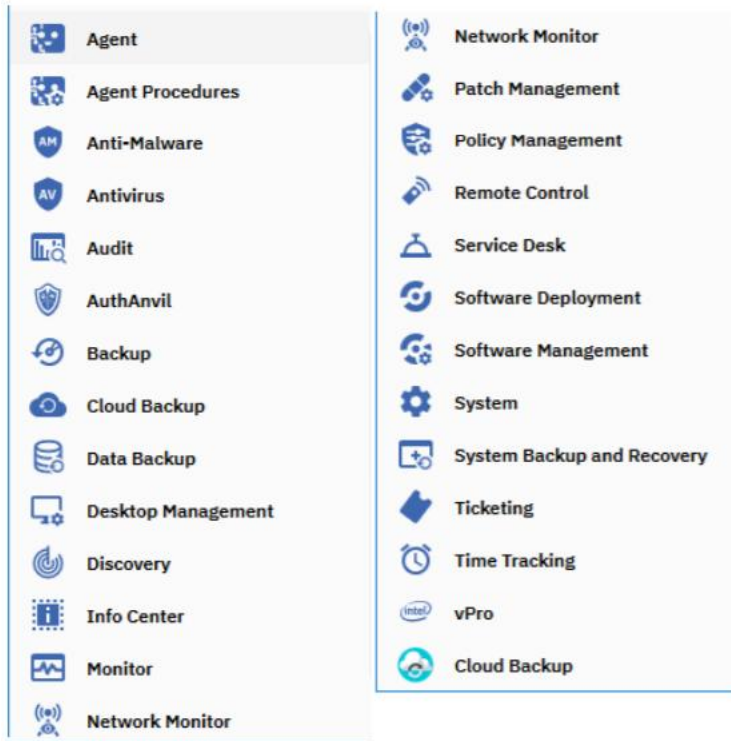 Agent
Agent Procedures
AM
Anti-Malware
AV
Antivirus
Audit
AuthAnvil
Backup
Cloud Backup
Data Backup
Desktop Management
Discovery
i
Info Center
Monitor
Network Monitor
Network Monitor
Patch Management
Policy Management
Remote Control
Service Desk
Software Deployment
Software Management
System
System Backup and Recovery
Ticketing
Time Tracking
intel
vPro
Cloud Backup